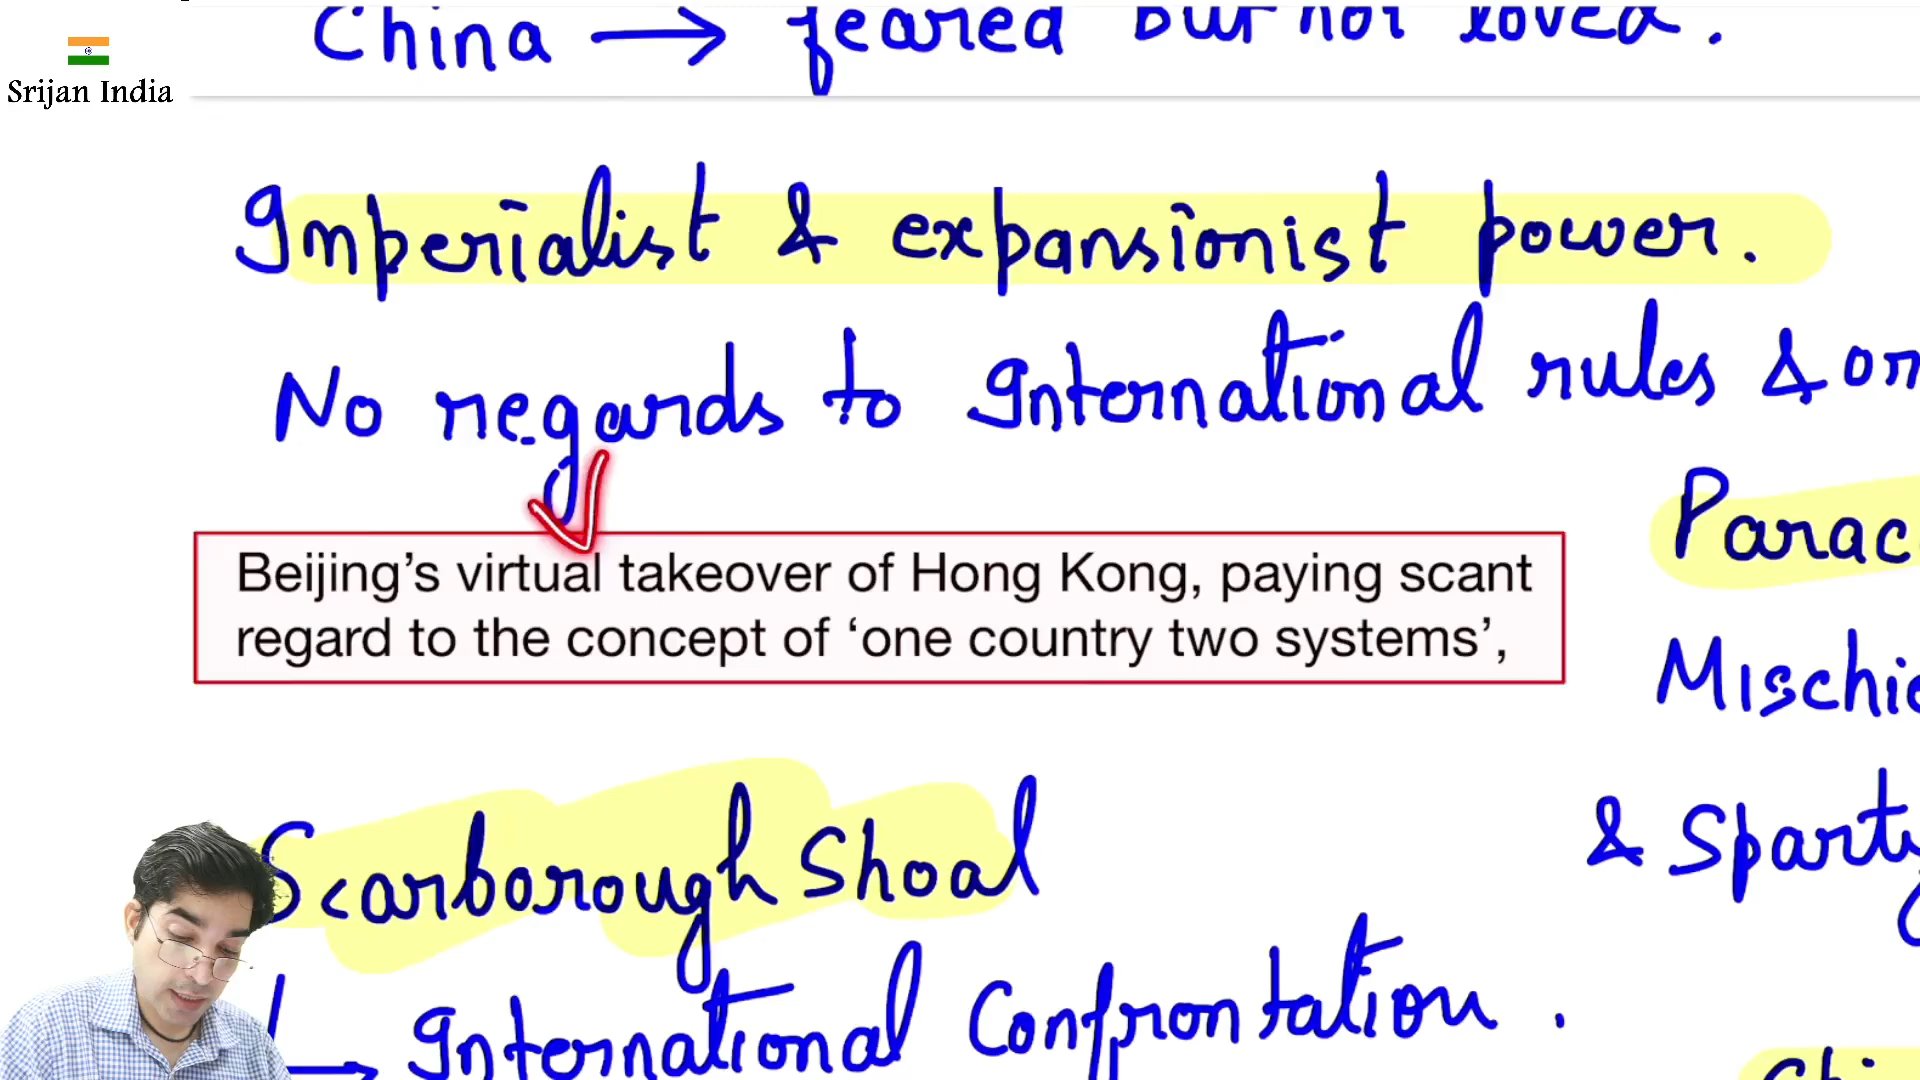 China → feared but not loved.
Srijan India
Imperialist & expansionist power.
No regards to International rules &
Beijing's virtual takeover of Hong Kong, paying scant
regard to the concept of ‘one country two systems’,
Parac
Mischie
Scarborough Shoal
& Sparty
→ International Confrontation.
Chi